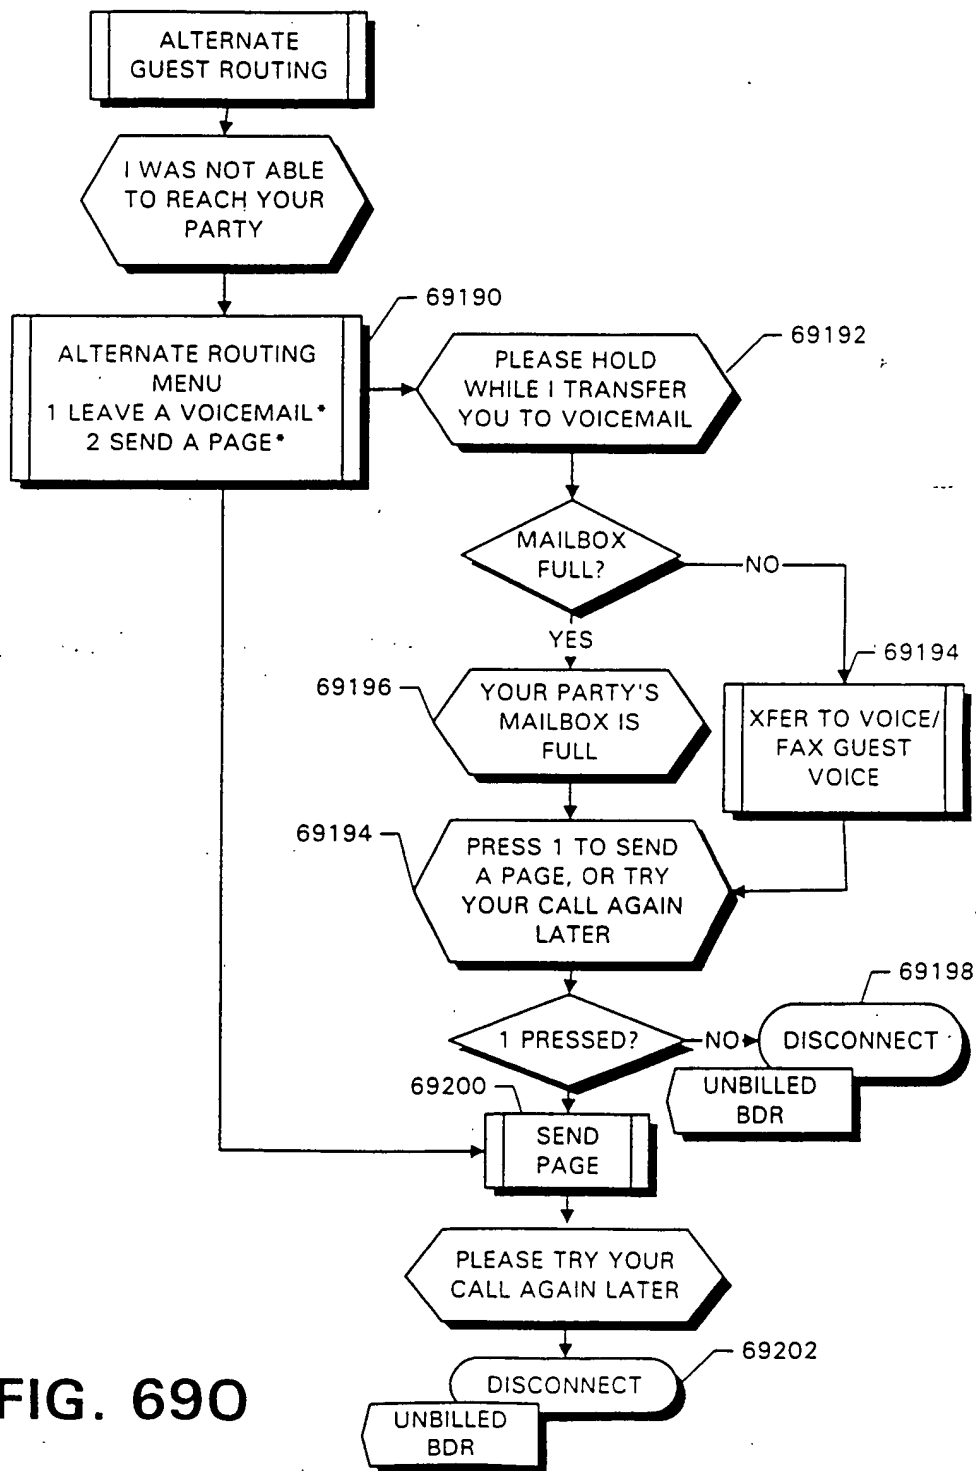 ALTERNATE
GUEST ROUTING
I WAS NOT ABLE
TO REACH YOUR
PARTY
69190
ALTERNATE ROUTING
MENU
1 LEAVE A VOICEMAIL*
2 SEND A PAGE*
69192
PLEASE HOLD
WHILE I TRANSFER
YOU TO VOICEMAIL
MAILBOX
FULL?
NO
YES
69194
XFER TO VOICE/
FAX GUEST
VOICE
69196
YOUR PARTY'S
MAILBOX IS
FULL
69194
PRESS 1 TO SEND
A PAGE, OR TRY
YOUR CALL AGAIN
LATER
69198
1 PRESSED?
NO
DISCONNECT
UNBILLED
BDR
69200
SEND
PAGE
PLEASE TRY YOUR
CALL AGAIN LATER
69202
DISCONNECT
UNBILLED
BDR
FIG. 69O